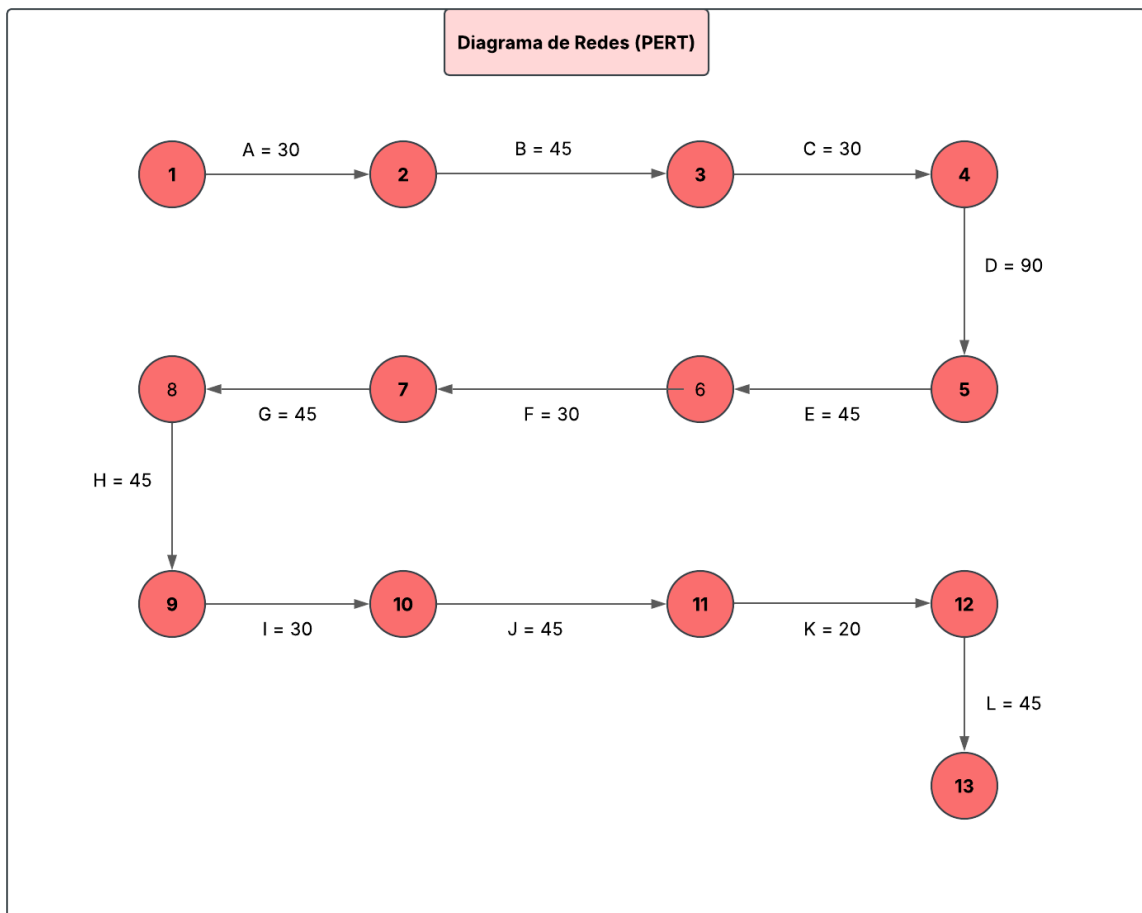 Diagrama de Redes (PERT)
A = 30
B = 45
C = 30
1
2
3
4
D = 90
8
7
6
5
G = 45
F = 30
E = 45
H = 45
9
10
11
12
I = 30
J = 45
K = 20
L = 45
13